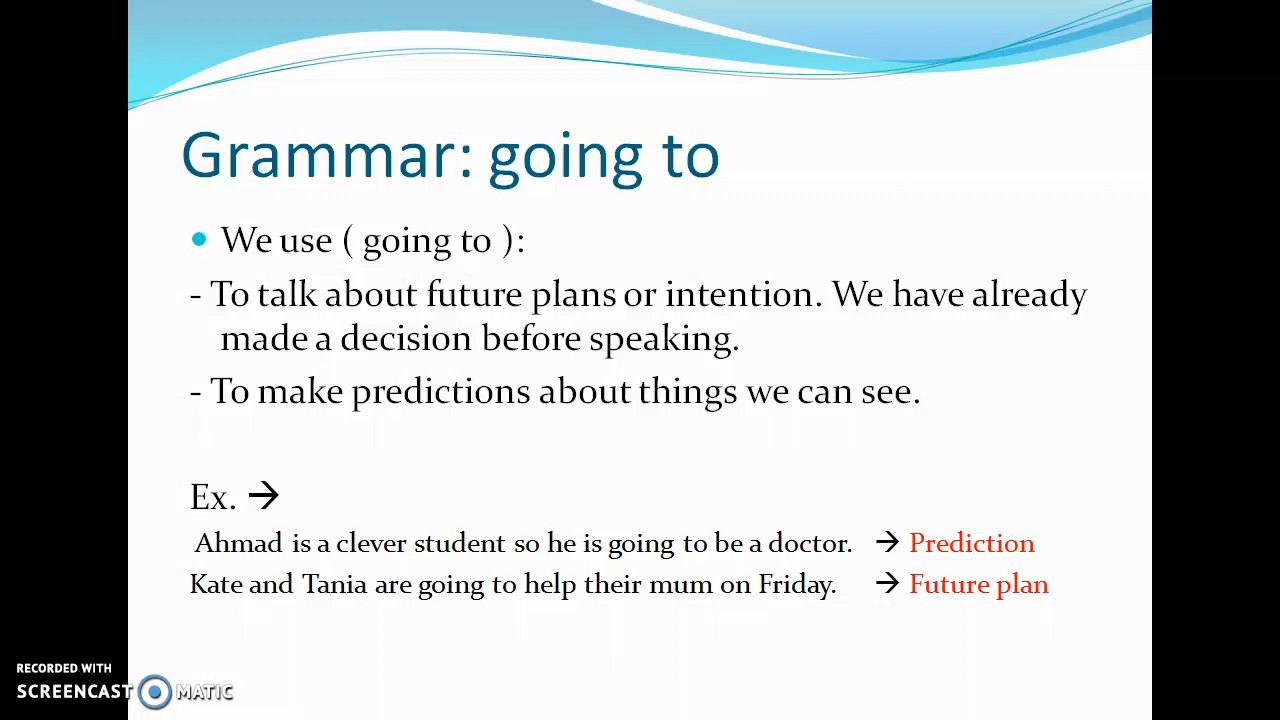 Grammar: going to
We use ( going to ):
- To talk about future plans or intention. We have already
made a decision before speaking.
- To make predictions about things we can see.
Ex. →
Ahmad is a clever student so he is going to be a doctor. → Prediction
Kate and Tania are going to help their mum on Friday. → Future plan
RECORDED WITH
SCREENCAST MATIC